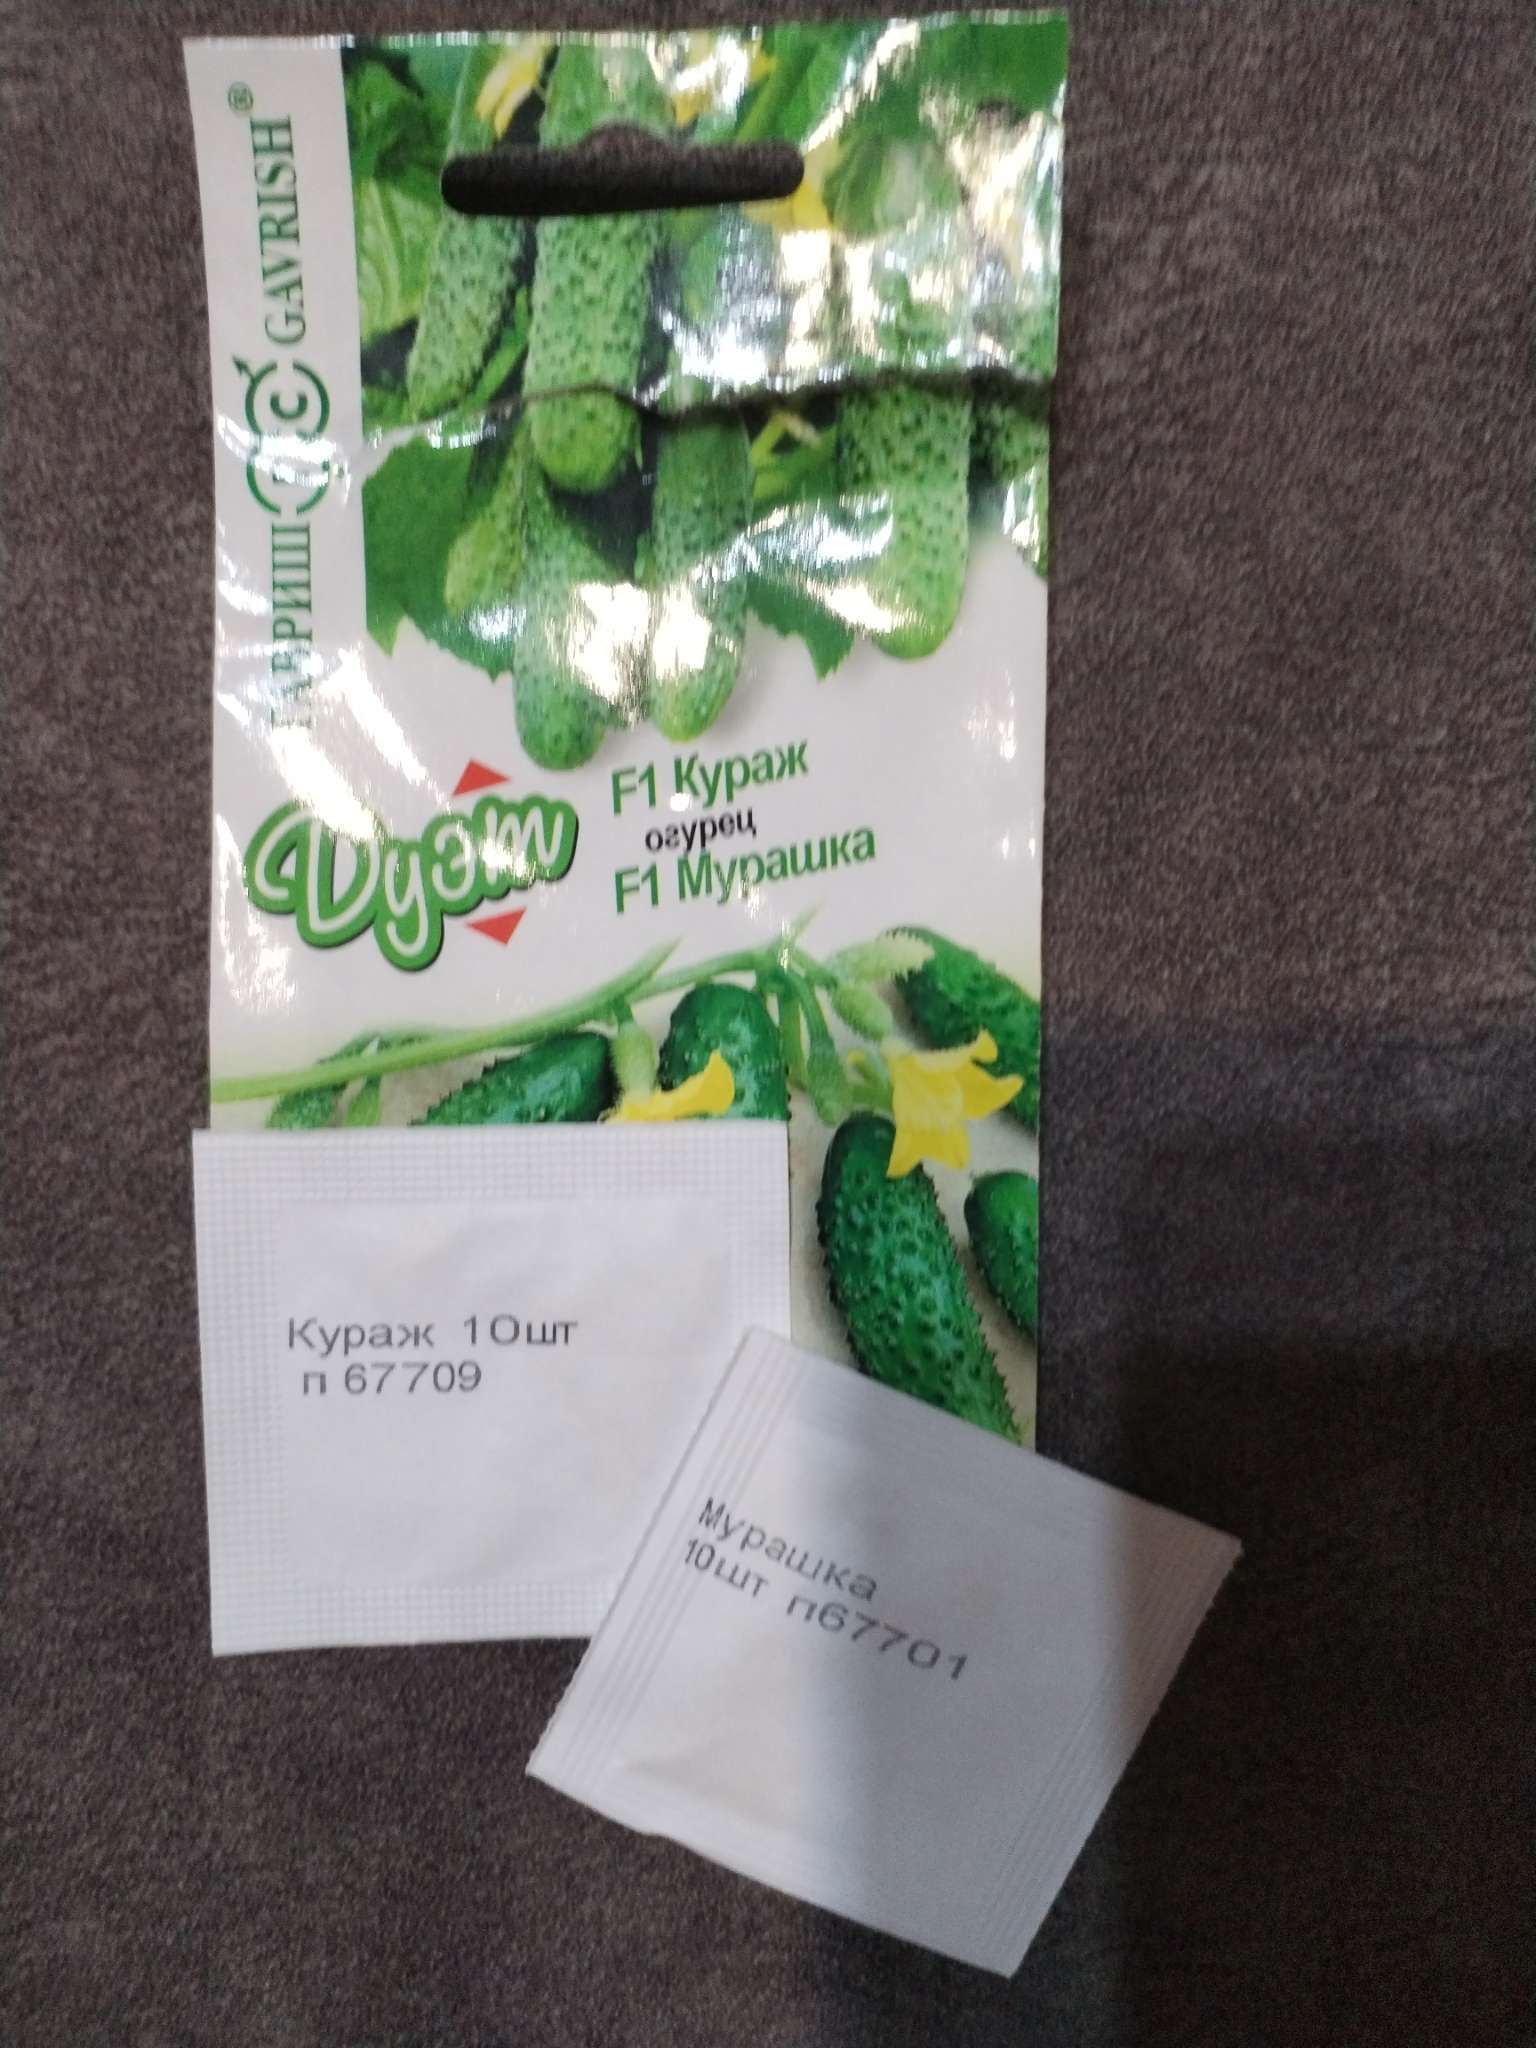 ГАВРИШ GAVRISH®
Дуэт
F1 Кураж
огурец
F1 Мурашка
Кураж 10шт
п 67709
Мурашка
10шт п67701